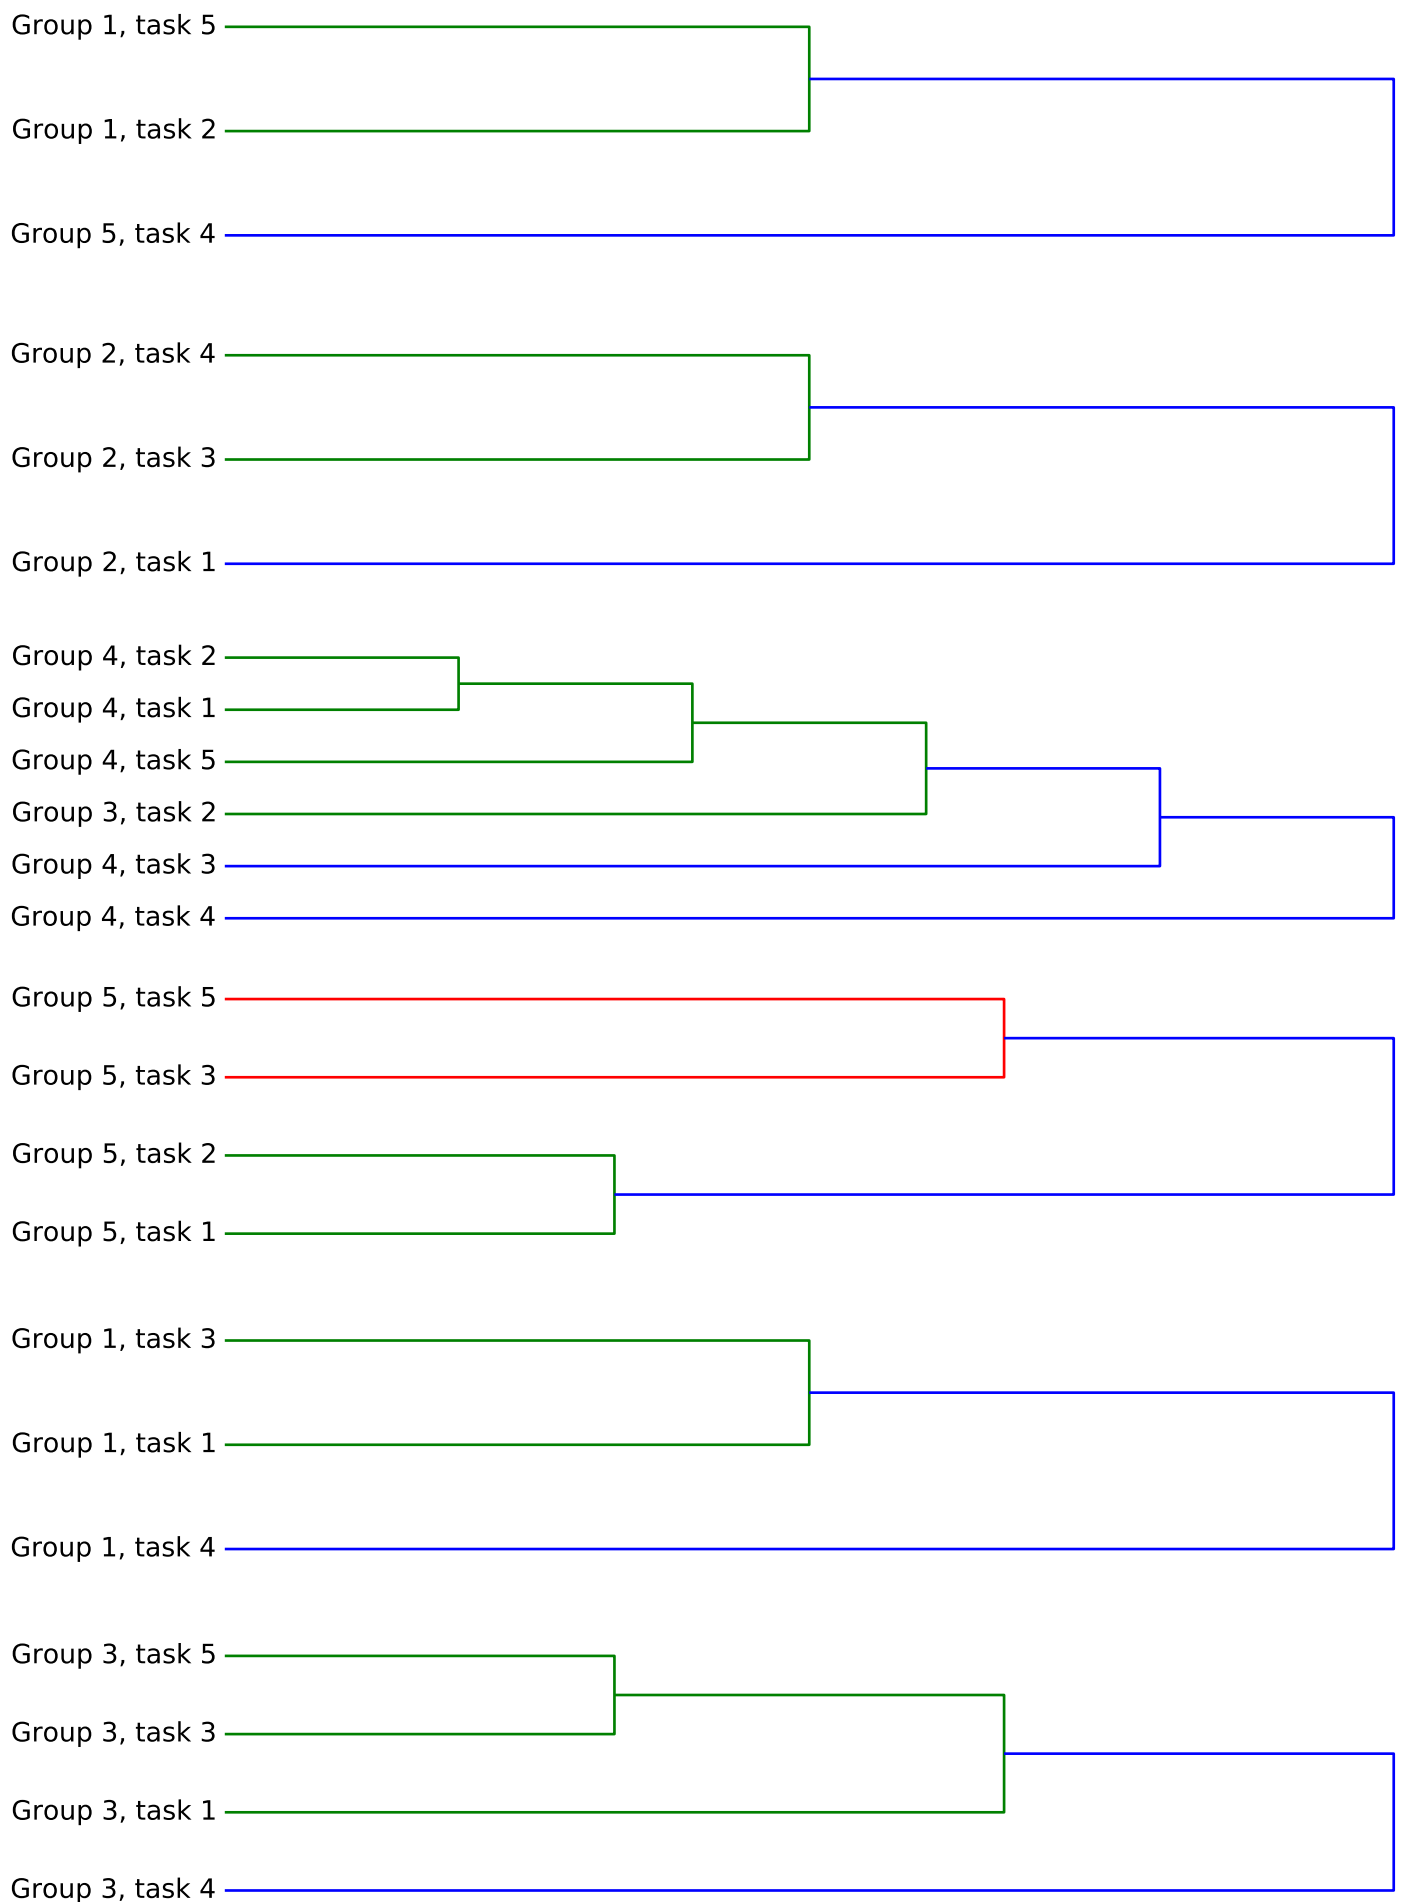 Group 1, task 5
Group 1, task 2
Group 5, task 4
Group 2, task 4
Group 2, task 3
Group 2, task 1
Group 4, task 2
Group 4, task 1
Group 4, task 5
Group 3, task 2
Group 4, task 3
Group 4, task 4
Group 5, task 5
Group 5, task 3
Group 5, task 2
Group 5, task 1
Group 1, task 3
Group 1, task 1
Group 1, task 4
Group 3, task 5
Group 3, task 3
Group 3, task 1
Group 3, task 4